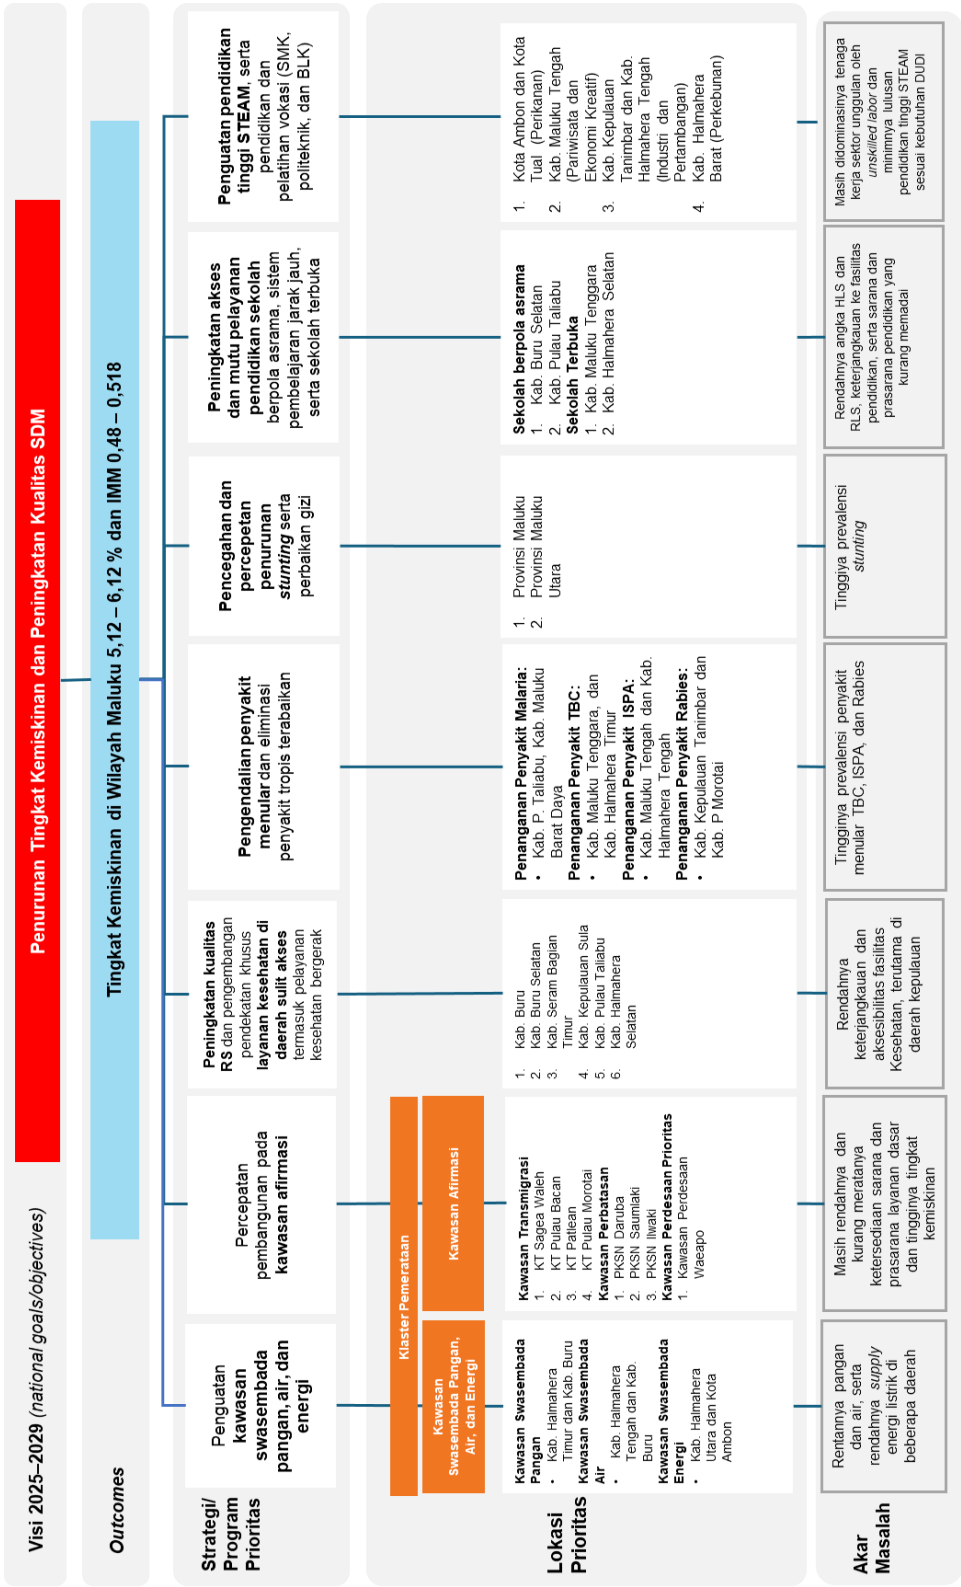 Visi 2025–2029 (national goals/objectives)
Penurunan Tingkat Kemiskinan dan Peningkatan Kualitas SDM
Outcomes
Tingkat Kemiskinan di Wilayah Maluku 5,12 – 6,12 % dan IMM 0,48 – 0,518
Strategi/
Program
Prioritas
Penguatan
kawasan
swasembada
pangan, air, dan
energi
Percepatan
pembangunan pada
kawasan afirmasi
Peningkatan kualitas
RS dan pengembangan
pendekatan khusus
layanan kesehatan di
daerah sulit akses
termasuk pelayanan
kesehatan bergerak
Pengendalian penyakit
menular dan eliminasi
penyakit tropis terabaikan
Pencegahan dan
percepetan
penurunan
stunting serta
perbaikan gizi
Peningkatan akses
dan mutu pelayanan
pendidikan sekolah
berpola asrama, sistem
pembelajaran jarak jauh,
serta sekolah terbuka
Penguatan pendidikan
tinggi STEAM, serta
pendidikan dan
pelatihan vokasi (SMK,
politeknik, dan BLK)
Lokasi
Prioritas
Klaster Pemerataan
Kawasan
Swasembada Pangan,
Air, dan Energi
Kawasan Afirmasi
Kawasan Swasembada
Pangan
• Kab. Halmahera
Timur dan Kab. Buru
Kawasan Swasembada
Air
• Kab. Halmahera
Tengah dan Kab.
Buru
Kawasan Swasembada
Energi
• Kab. Halmahera
Utara dan Kota
Ambon
Kawasan Transmigrasi
1. KT Sagea Waleh
2. KT Pulau Bacan
3. KT Patlean
4. KT Pulau Morotai
Kawasan Perbatasan
1. PKSN Daruba
2. PKSN Saumlaki
3. PKSN Ilwaki
Kawasan Perdesaan Prioritas
1. Kawasan Perdesaan
Waeapo
1. Kab. Buru
2. Kab. Buru Selatan
3. Kab. Seram Bagian
Timur
4. Kab. Kepulauan Sula
5. Kab. Pulau Taliabu
6. Kab. Halmahera
Selatan
Penanganan Penyakit Malaria:
• Kab. P. Taliabu, Kab. Maluku
Barat Daya
Penanganan Penyakit TBC:
• Kab. Maluku Tenggara, dan
Kab. Halmahera Timur
Penanganan Penyakit ISPA:
• Kab. Maluku Tengah dan Kab.
Halmahera Tengah
Penanganan Penyakit Rabies:
• Kab. Kepulauan Tanimbar dan
Kab. P Morotai
1. Provinsi Maluku
2. Provinsi Maluku
Utara
Sekolah berpola asrama
1. Kab. Buru Selatan
2. Kab. Pulau Taliabu
Sekolah Terbuka
1. Kab. Maluku Tenggara
2. Kab. Halmahera Selatan
1. Kota Ambon dan Kota
Tual (Perikanan)
2. Kab. Maluku Tengah
(Pariwisata dan
Ekonomi Kreatif)
3. Kab. Kepulauan
Tanimbar dan Kab.
Halmahera Tengah
(Industri dan
Pertambangan)
4. Kab. Halmahera
Barat (Perkebunan)
Akar
Masalah
Rentannya pangan
dan air, serta
rendahnya supply
energi listrik di
beberapa daerah
Masih rendahnya dan
kurang meratanya
ketersediaan sarana dan
prasarana layanan dasar
dan tingginya tingkat
kemiskinan
Rendahnya
keterjangkauan dan
aksesibilitas fasilitas
Kesehatan, terutama di
daerah kepulauan
Tingginya prevalensi penyakit
menular TBC, ISPA, dan Rabies
Tinggiya prevalensi
stunting
Rendahnya angka HLS dan
RLS, keterjangkauan ke fasilitas
pendidikan, serta sarana dan
prasarana pendidikan yang
kurang memadai
Masih didominasinya tenaga
kerja sektor unggulan oleh
unskilled labor dan
minimnya lulusan
pendidikan tinggi STEAM
sesuai kebutuhan DUDI